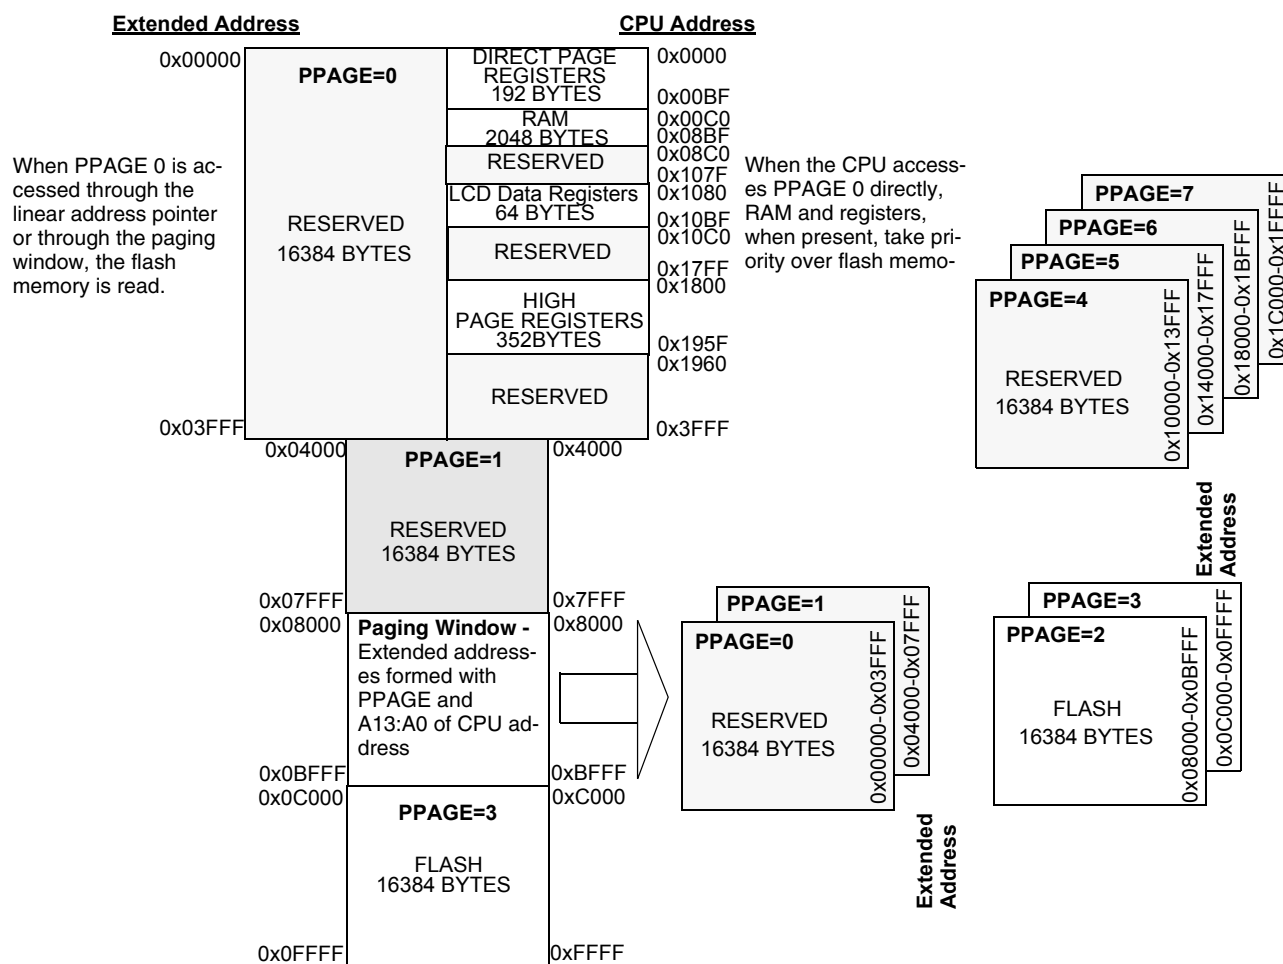 Extended Address
CPU Address
0x00000
PPAGE=0
DIRECT PAGE
REGISTERS
192 BYTES
0x0000
0x00BF
RAM
2048 BYTES
0x00C0
0x08BF
RESERVED
0x08C0
0x107F
LCD Data Registers
64 BYTES
0x1080
0x10BF
RESERVED
0x10C0
0x17FF
HIGH
PAGE REGISTERS
352BYTES
0x1800
0x195F
RESERVED
0x1960
0x3FFF
RESERVED
16384 BYTES
0x03FFF
When PPAGE 0 is ac-
cessed through the
linear address pointer
or through the paging
window, the flash
memory is read.
When the CPU access-
es PPAGE 0 directly,
RAM and registers,
when present, take pri-
ority over flash memo-
0x04000
PPAGE=1
0x4000
RESERVED
16384 BYTES
0x07FFF
0x7FFF
0x08000
0x8000
Paging Window -
Extended address-
es formed with
PPAGE and
A13:A0 of CPU ad-
dress
0x0BFFF
0xBFFF
0x0C000
0xC000
PPAGE=3
FLASH
16384 BYTES
0x0FFFF
0xFFFF
PPAGE=1
0x04000-0x07FFF
PPAGE=0
RESERVED
16384 BYTES
0x00000-0x03FFF
Extended
Address
PPAGE=7
0x1C000-0x1FFFF
PPAGE=6
0x18000-0x1BFFF
PPAGE=5
0x14000-0x17FFF
PPAGE=4
RESERVED
16384 BYTES
0x10000-0x13FFF
Extended
Address
PPAGE=3
0x0C000-0x0FFFF
PPAGE=2
FLASH
16384 BYTES
0x08000-0x0BFFF